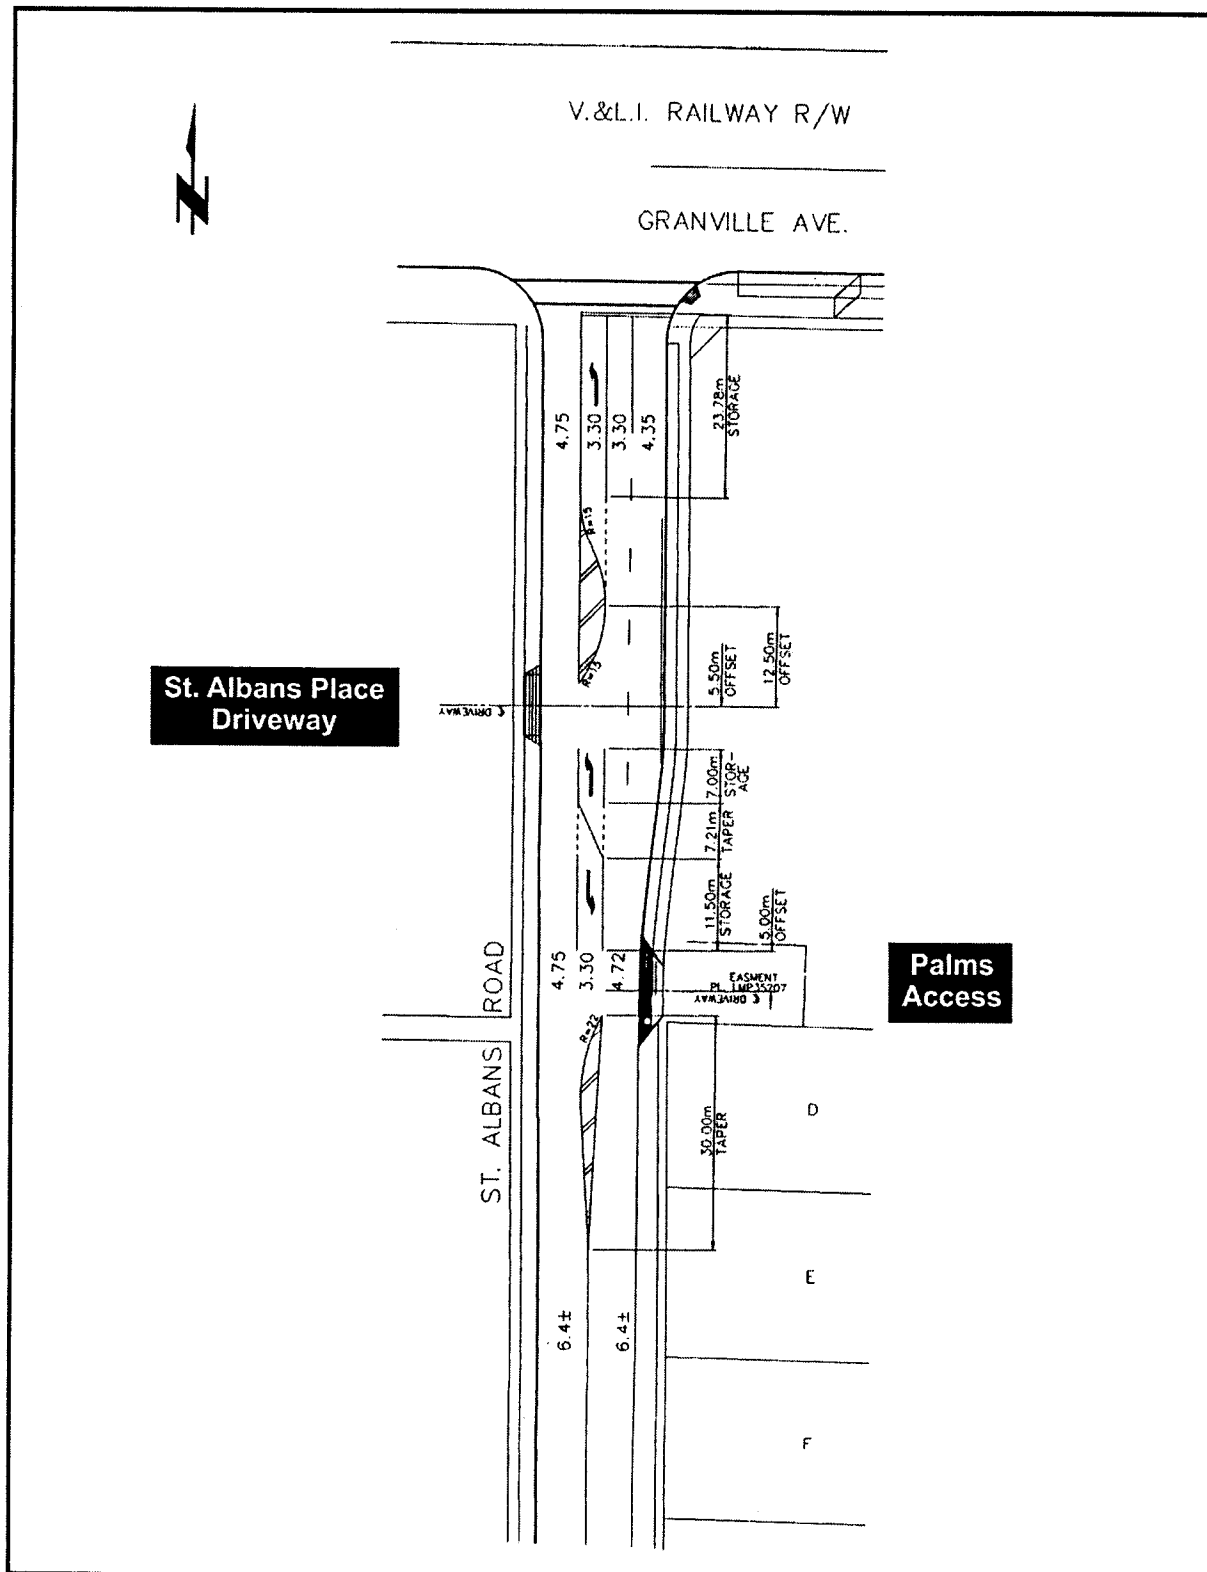 V.&L.I. RAILWAY R/W
GRANVILLE AVE.
N
4.75
3.30
3.30
4.35
23.78m
STORAGE
R=15
R=13
5.50m
OFFSET
12.50m
OFFSET
St. Albans Place
Driveway
℄ DRIVEWAY
7.00m
STOR-
AGE
7.21m
TAPER
11.50m
STORAGE
5.00m
OFFSET
4.75
3.30
4.72
EASMENT
PL. LMP35207
℄ DRIVEWAY
Palms
Access
R=22
ST. ALBANS ROAD
30.00m
TAPER
D
E
6.4±
6.4±
F